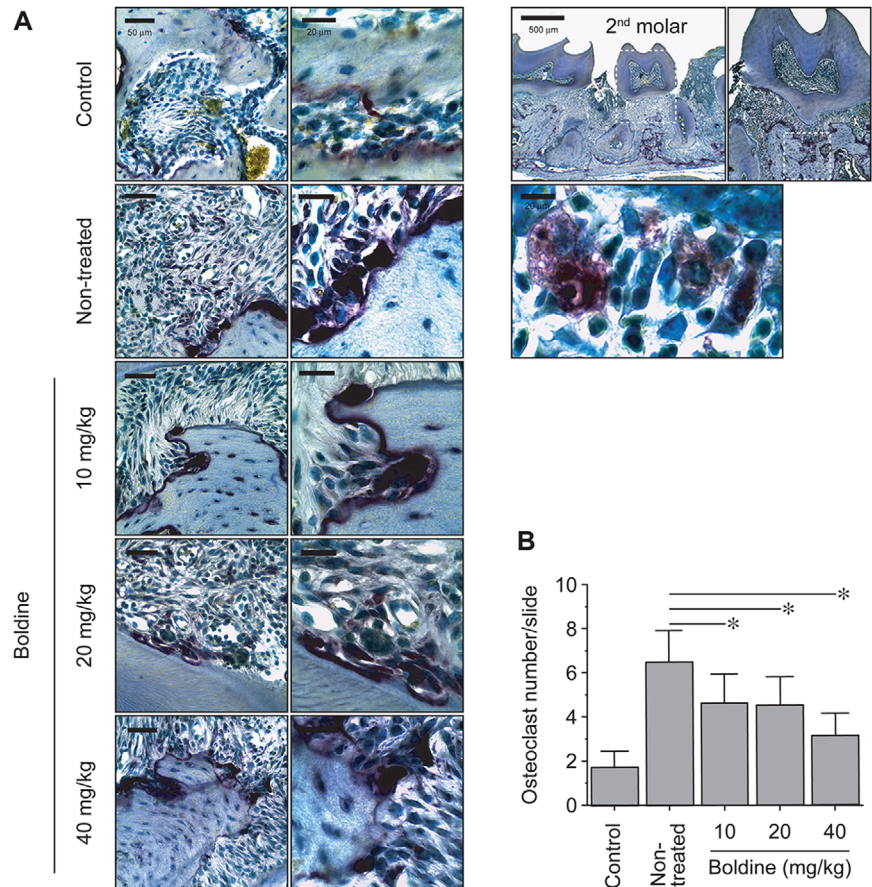 A
50 µm
20 µm
Control
Non-treated
Boldine
10 mg/kg
20 mg/kg
40 mg/kg
500 µm
2nd molar
20 µm
B
Osteoclast number/slide
10
8
6
4
2
0
* 
*
*
Control
Non-
treated
10 20 40
Boldine (mg/kg)